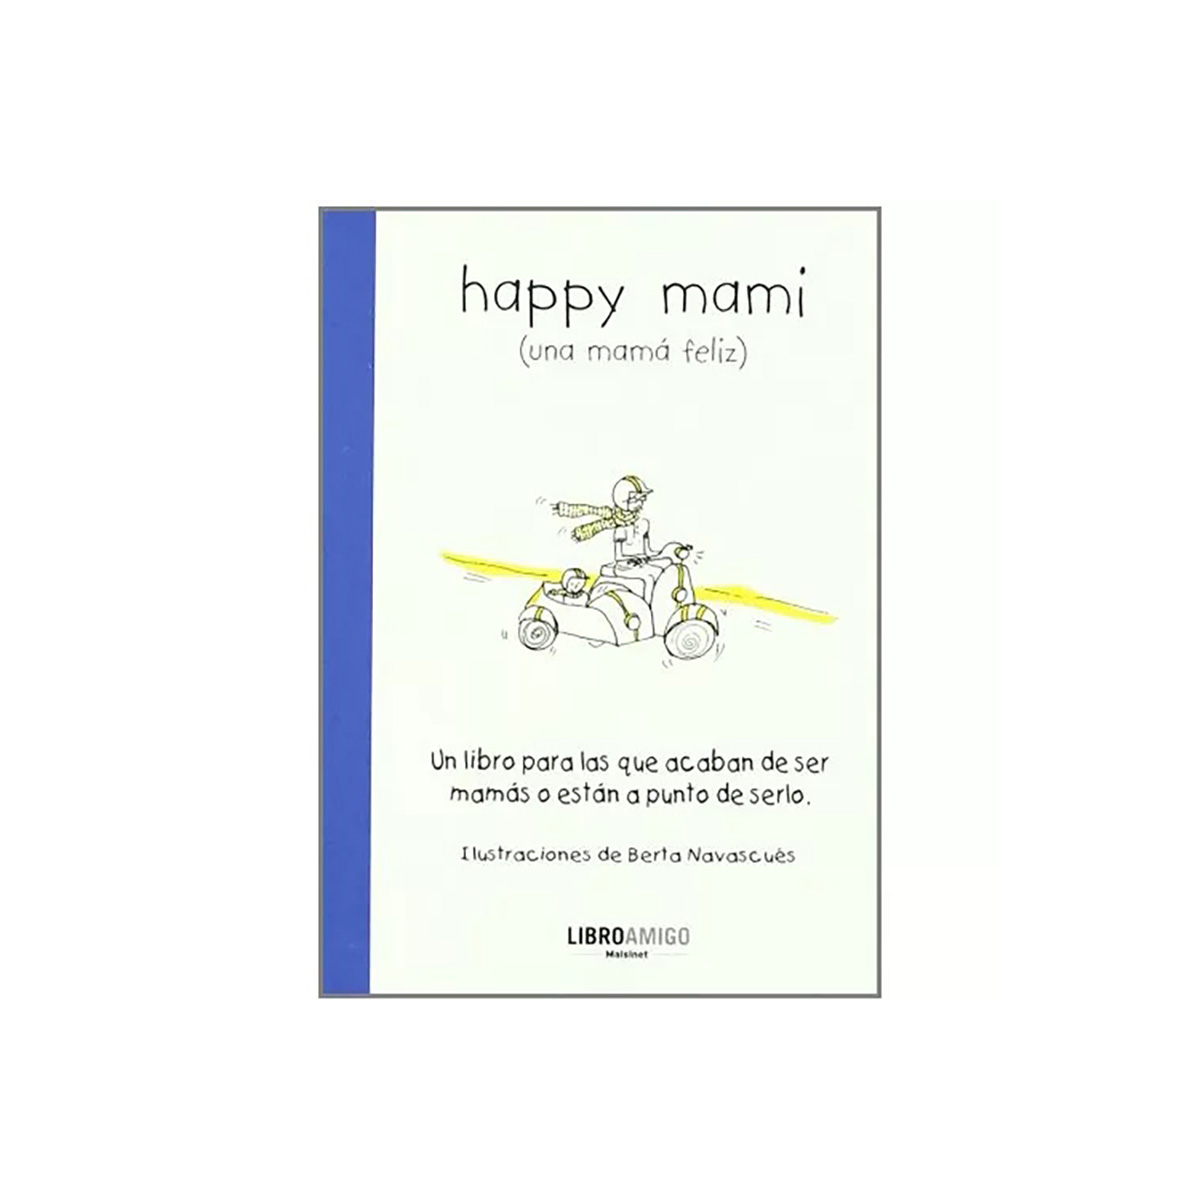 happy mami
(una mamá feliz)
Un libro para las que acaban de ser
mamás o están a punto de serlo.
Ilustraciones de Berta Navascués
LIBROAMIGO
Malsinet